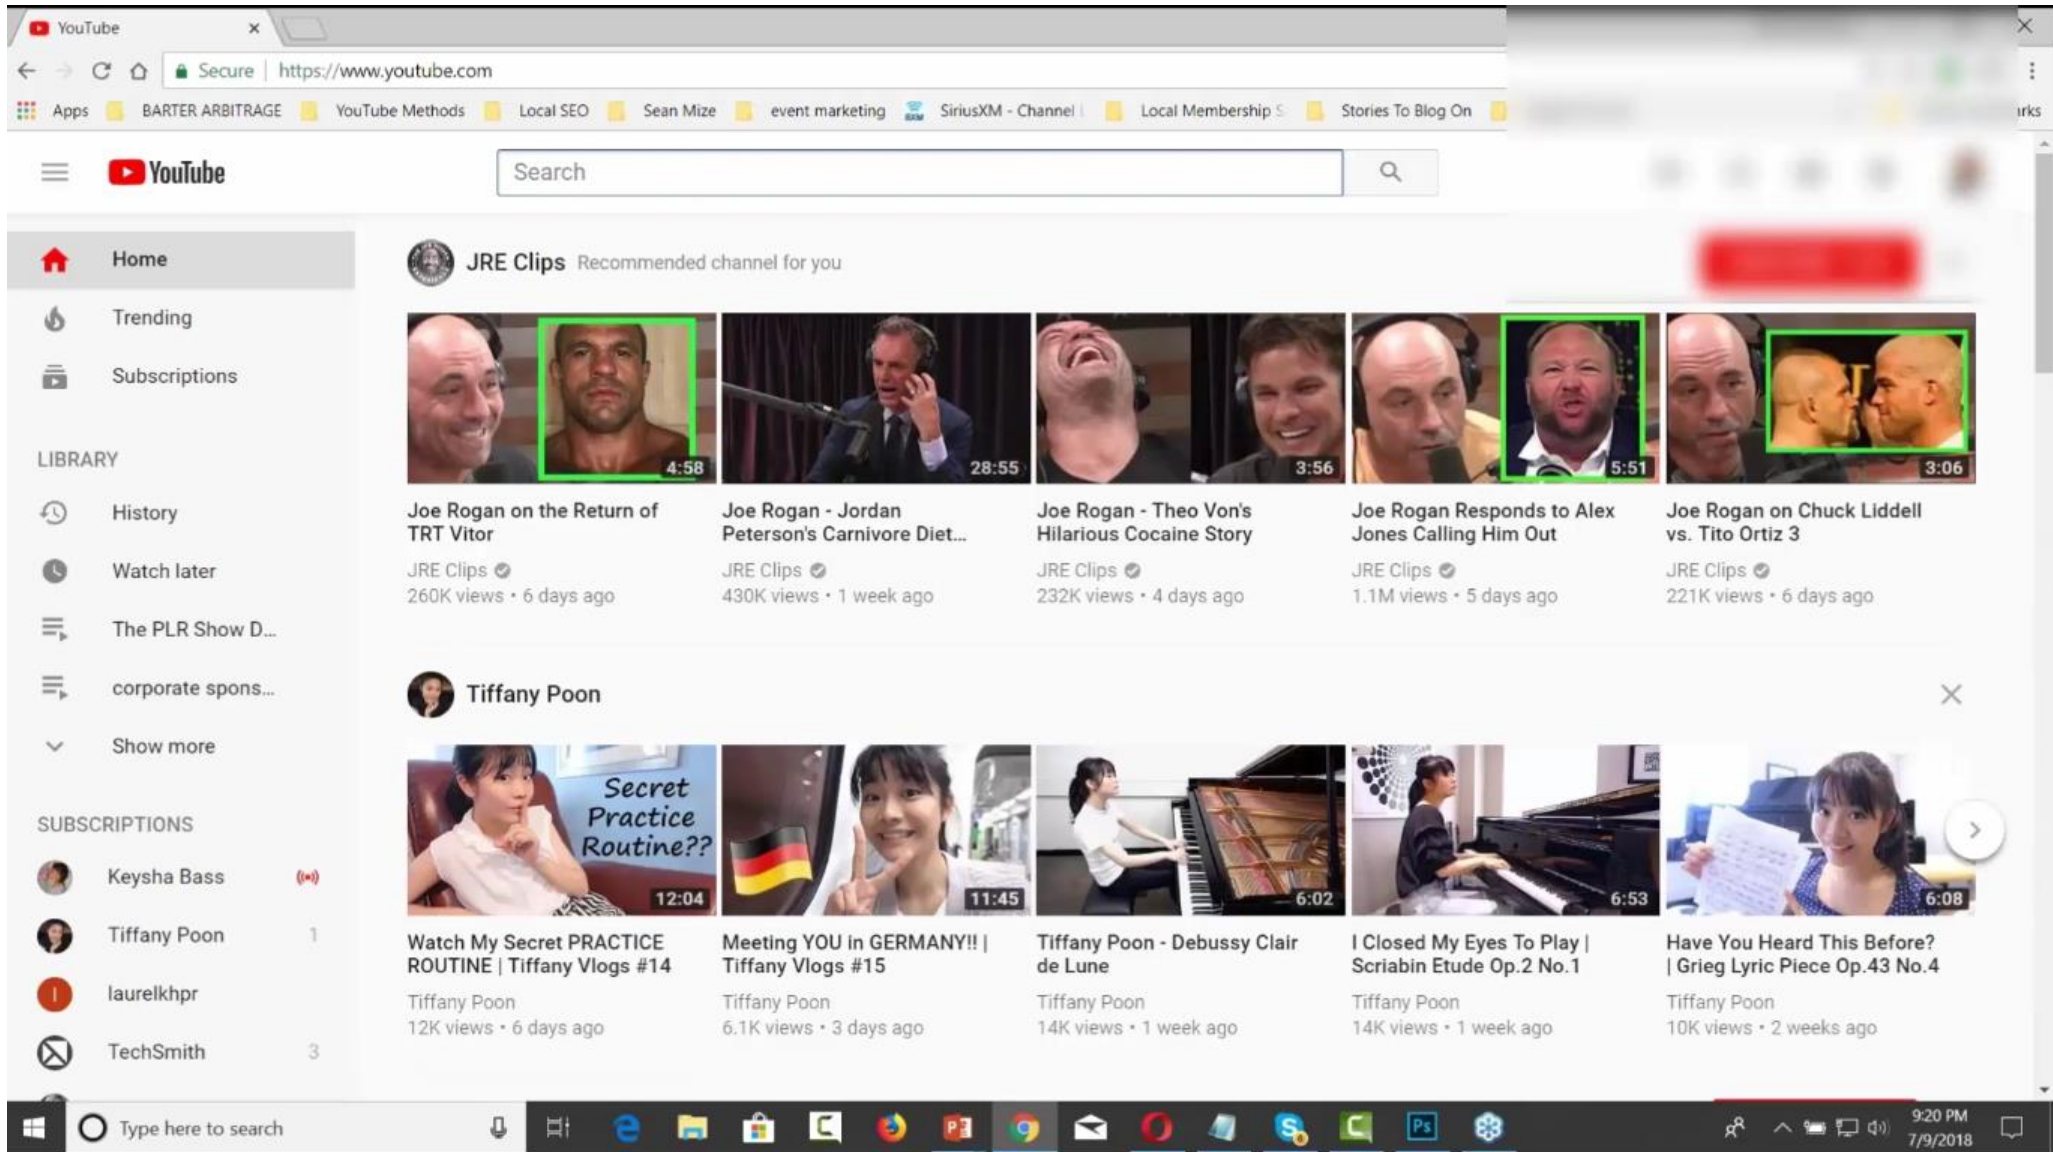 YouTube
Secure https://www.youtube.com
Apps BARTER ARBITRAGE YouTube Methods Local SEO Sean Mize event marketing SiriusXM - Channel Local Membership S Stories To Blog On
YouTube
Search
Home
Trending
Subscriptions
LIBRARY
History
Watch later
The PLR Show D...
corporate spons...
Show more
SUBSCRIPTIONS
Keysha Bass
Tiffany Poon 1
laurelkhpr
TechSmith 3
JRE Clips Recommended channel for you
4:58
28:55
3:56
5:51
3:06
Joe Rogan on the Return of
TRT Vitor
JRE Clips
260K views • 6 days ago
Joe Rogan - Jordan
Peterson's Carnivore Diet...
JRE Clips
430K views • 1 week ago
Joe Rogan - Theo Von's
Hilarious Cocaine Story
JRE Clips
232K views • 4 days ago
Joe Rogan Responds to Alex
Jones Calling Him Out
JRE Clips
1.1M views • 5 days ago
Joe Rogan on Chuck Liddell
vs. Tito Ortiz 3
JRE Clips
221K views • 6 days ago
Tiffany Poon
Secret
Practice
Routine??
12:04
11:45
6:02
6:53
6:08
Watch My Secret PRACTICE
ROUTINE | Tiffany Vlogs #14
Tiffany Poon
12K views • 6 days ago
Meeting YOU in GERMANY!! |
Tiffany Vlogs #15
Tiffany Poon
6.1K views • 3 days ago
Tiffany Poon - Debussy Clair
de Lune
Tiffany Poon
14K views • 1 week ago
I Closed My Eyes To Play |
Scriabin Etude Op.2 No.1
Tiffany Poon
14K views • 1 week ago
Have You Heard This Before?
| Grieg Lyric Piece Op.43 No.4
Tiffany Poon
10K views • 2 weeks ago
Type here to search
Ps
9:20 PM
7/9/2018